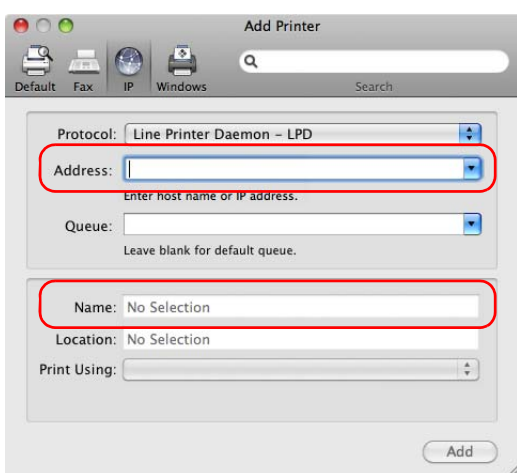 Add Printer
Default Fax IP Windows Search
Protocol: Line Printer Daemon – LPD
Address:
Enter host name or IP address.
Queue:
Leave blank for default queue.
Name: No Selection
Location: No Selection
Print Using:
Add